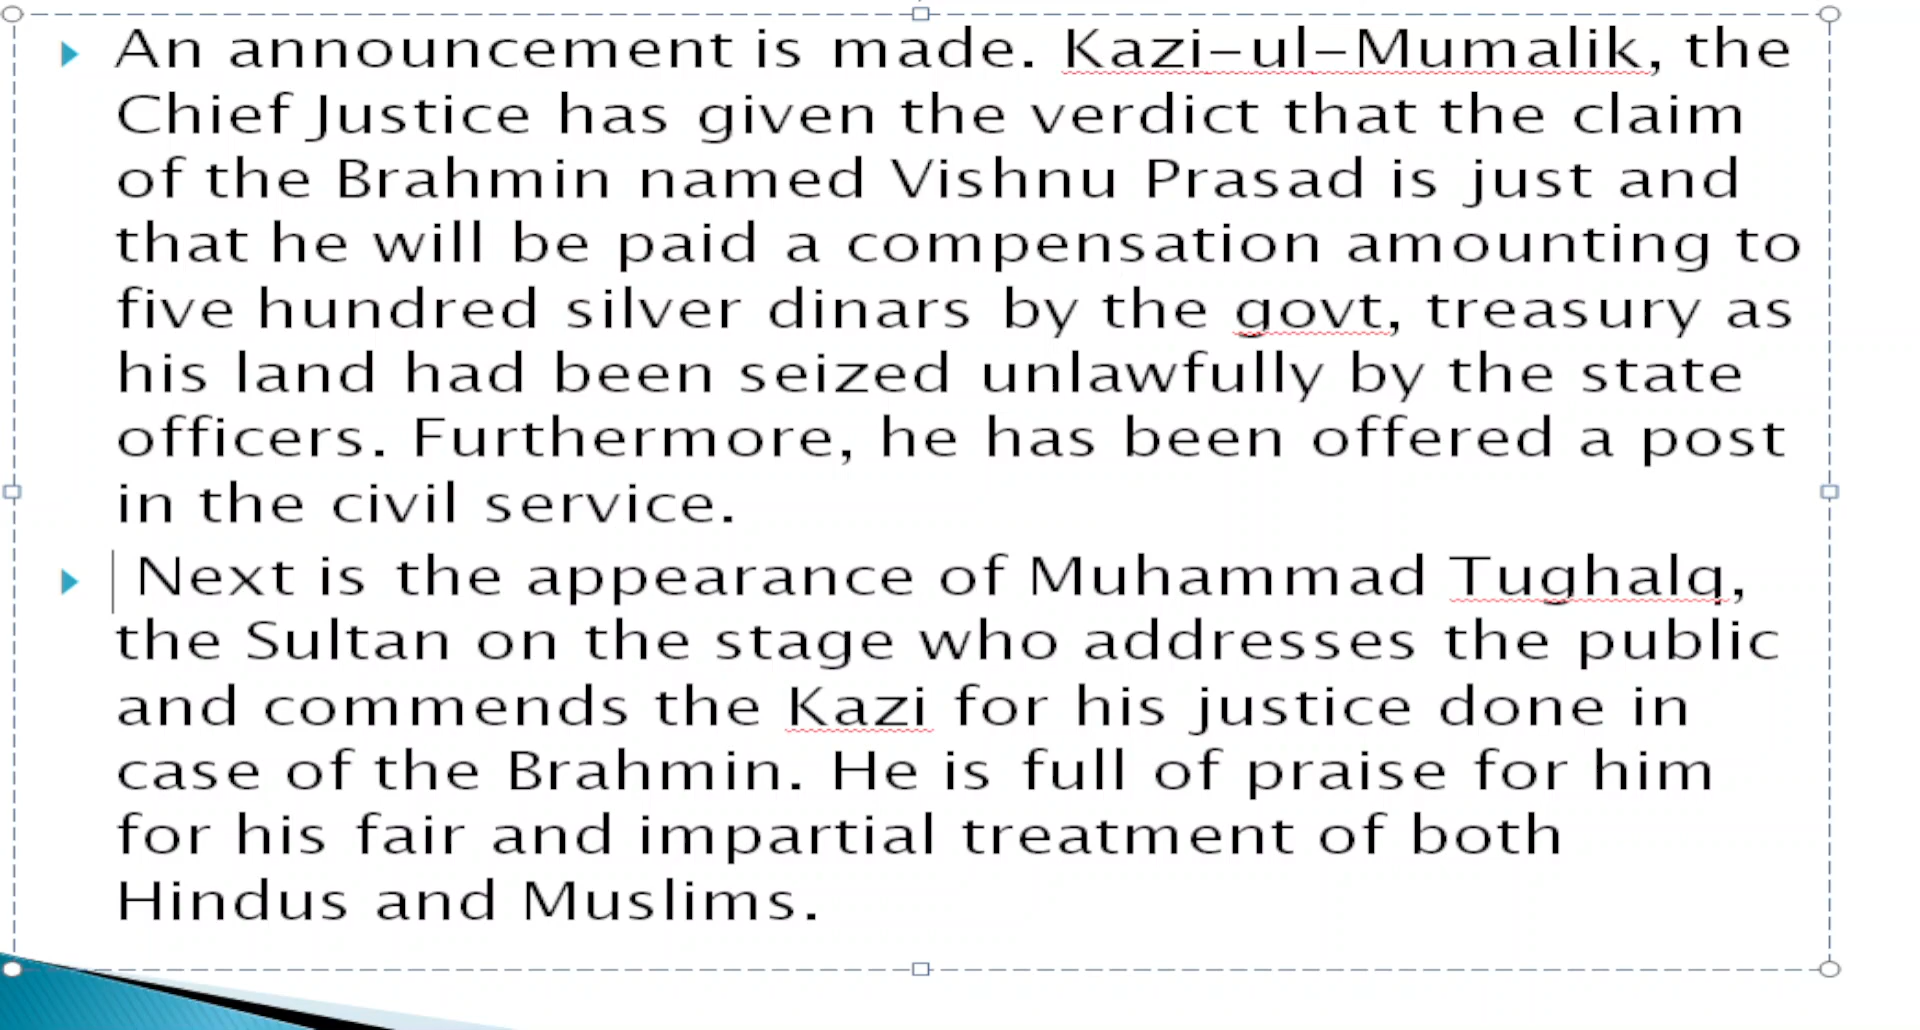 An announcement is made. Kazi-ul-Mumalik, the
Chief Justice has given the verdict that the claim
of the Brahmin named Vishnu Prasad is just and
that he will be paid a compensation amounting to
five hundred silver dinars by the govt, treasury as
his land had been seized unlawfully by the state
officers. Furthermore, he has been offered a post
in the civil service.
Next is the appearance of Muhammad Tughalq,
the Sultan on the stage who addresses the public
and commends the Kazi for his justice done in
case of the Brahmin. He is full of praise for him
for his fair and impartial treatment of both
Hindus and Muslims.